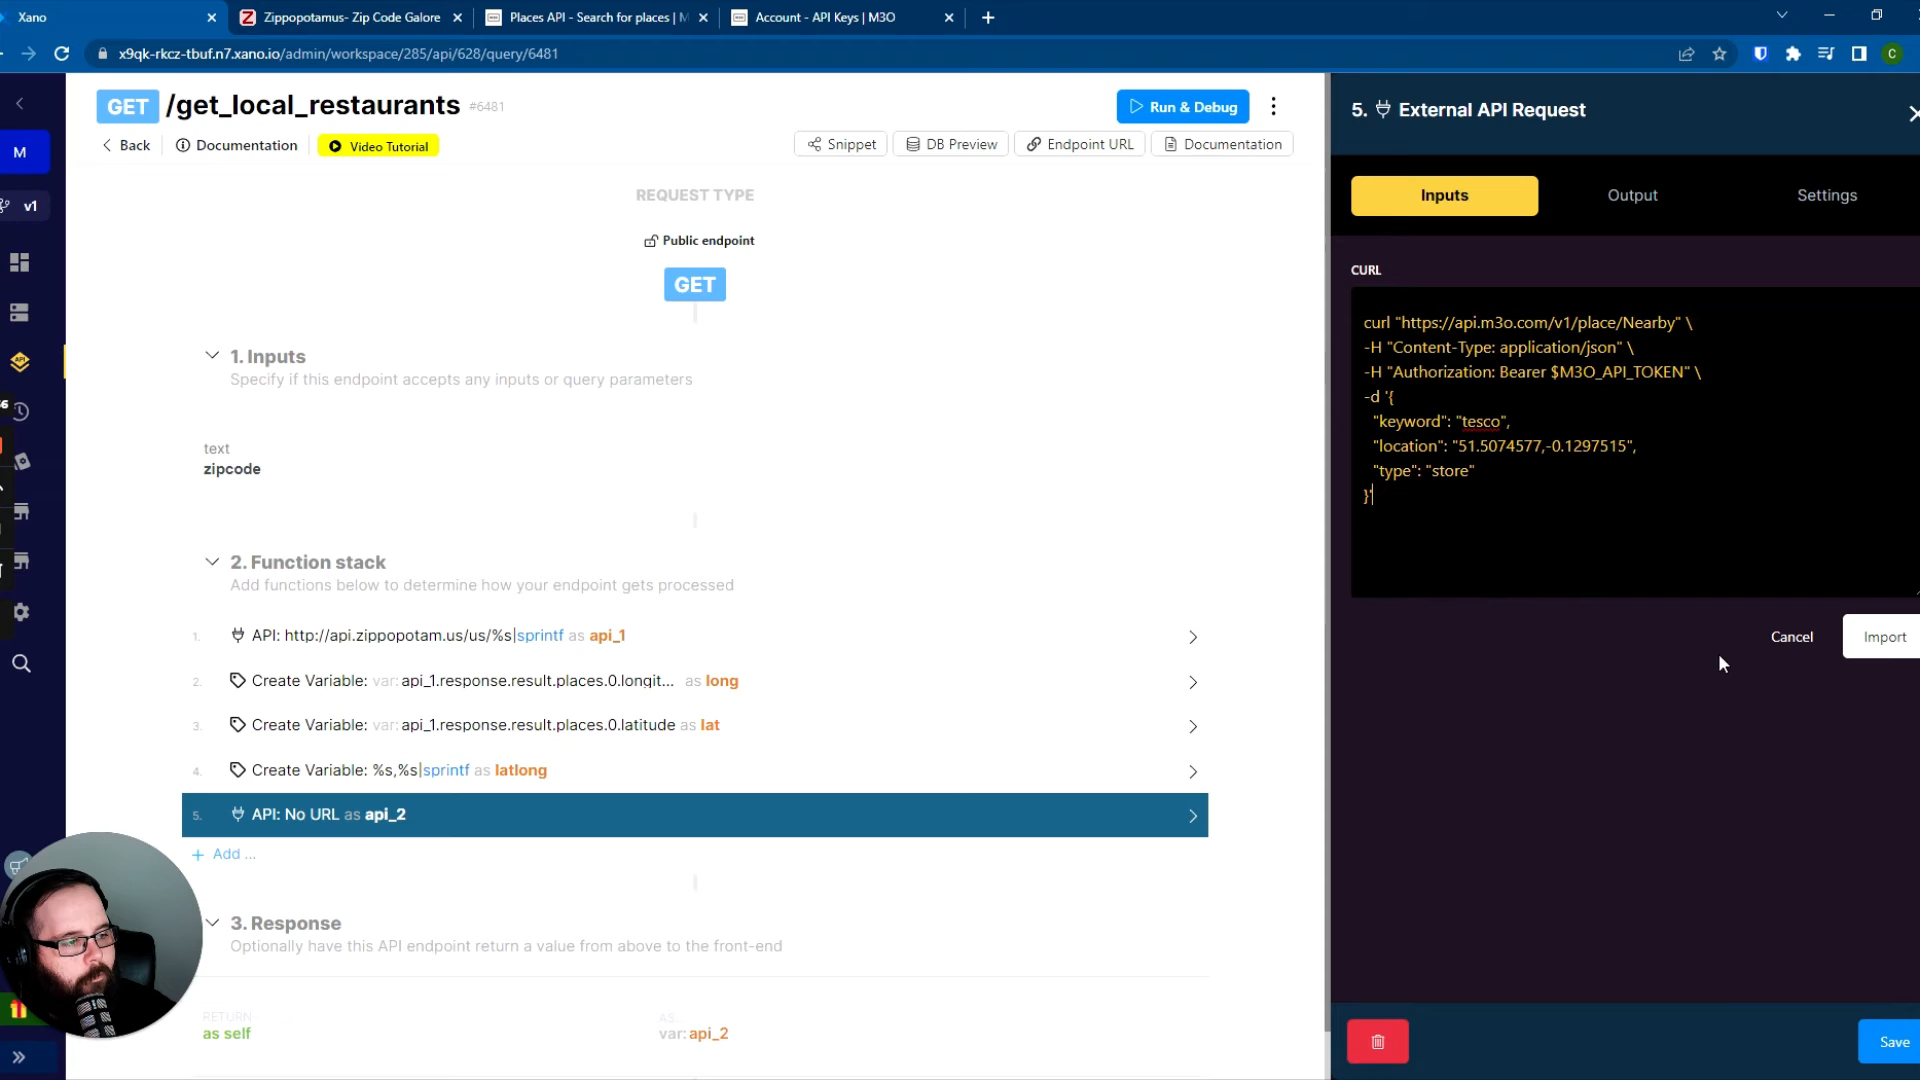 Xano
Zippopotamus- Zip Code Galore
Places API - Search for places | M
Account - API Keys | M3O
x9qk-rkcz-tbuf.n7.xano.io/admin/workspace/285/api/628/query/6481
C
GET /get_local_restaurants #6481
Run & Debug
Back
Documentation
Video Tutorial
Snippet
DB Preview
Endpoint URL
Documentation
M
v1
REQUEST TYPE
Public endpoint
GET
1. Inputs
Specify if this endpoint accepts any inputs or query parameters
text
zipcode
2. Function stack
Add functions below to determine how your endpoint gets processed
1. API: http://api.zippopotam.us/us/%s|sprintf as api_1
2. Create Variable: var: api_1.response.result.places.0.longit... as long
3. Create Variable: var: api_1.response.result.places.0.latitude as lat
4. Create Variable: %s,%s|sprintf as latlong
5. API: No URL as api_2
+ Add ...
3. Response
Optionally have this API endpoint return a value from above to the front-end
RETURN
as self
AS...
var: api_2
5. External API Request
Inputs
Output
Settings
CURL
curl "https://api.m3o.com/v1/place/Nearby" \
-H "Content-Type: application/json" \
-H "Authorization: Bearer $M3O_API_TOKEN" \
-d '{
"keyword": "tesco",
"location": "51.5074577,-0.1297515",
"type": "store"
}'
Cancel
Import
Save